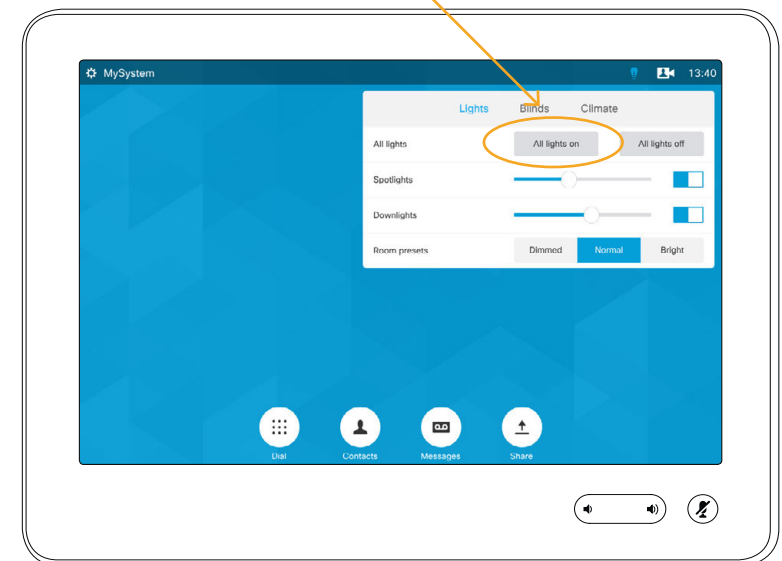 MySystem 13:40
Lights Blinds Climate
All lights All lights on All lights off
Spotlights
Downlights
Room presets Dimmed Normal Bright
Dial Contacts Messages Share